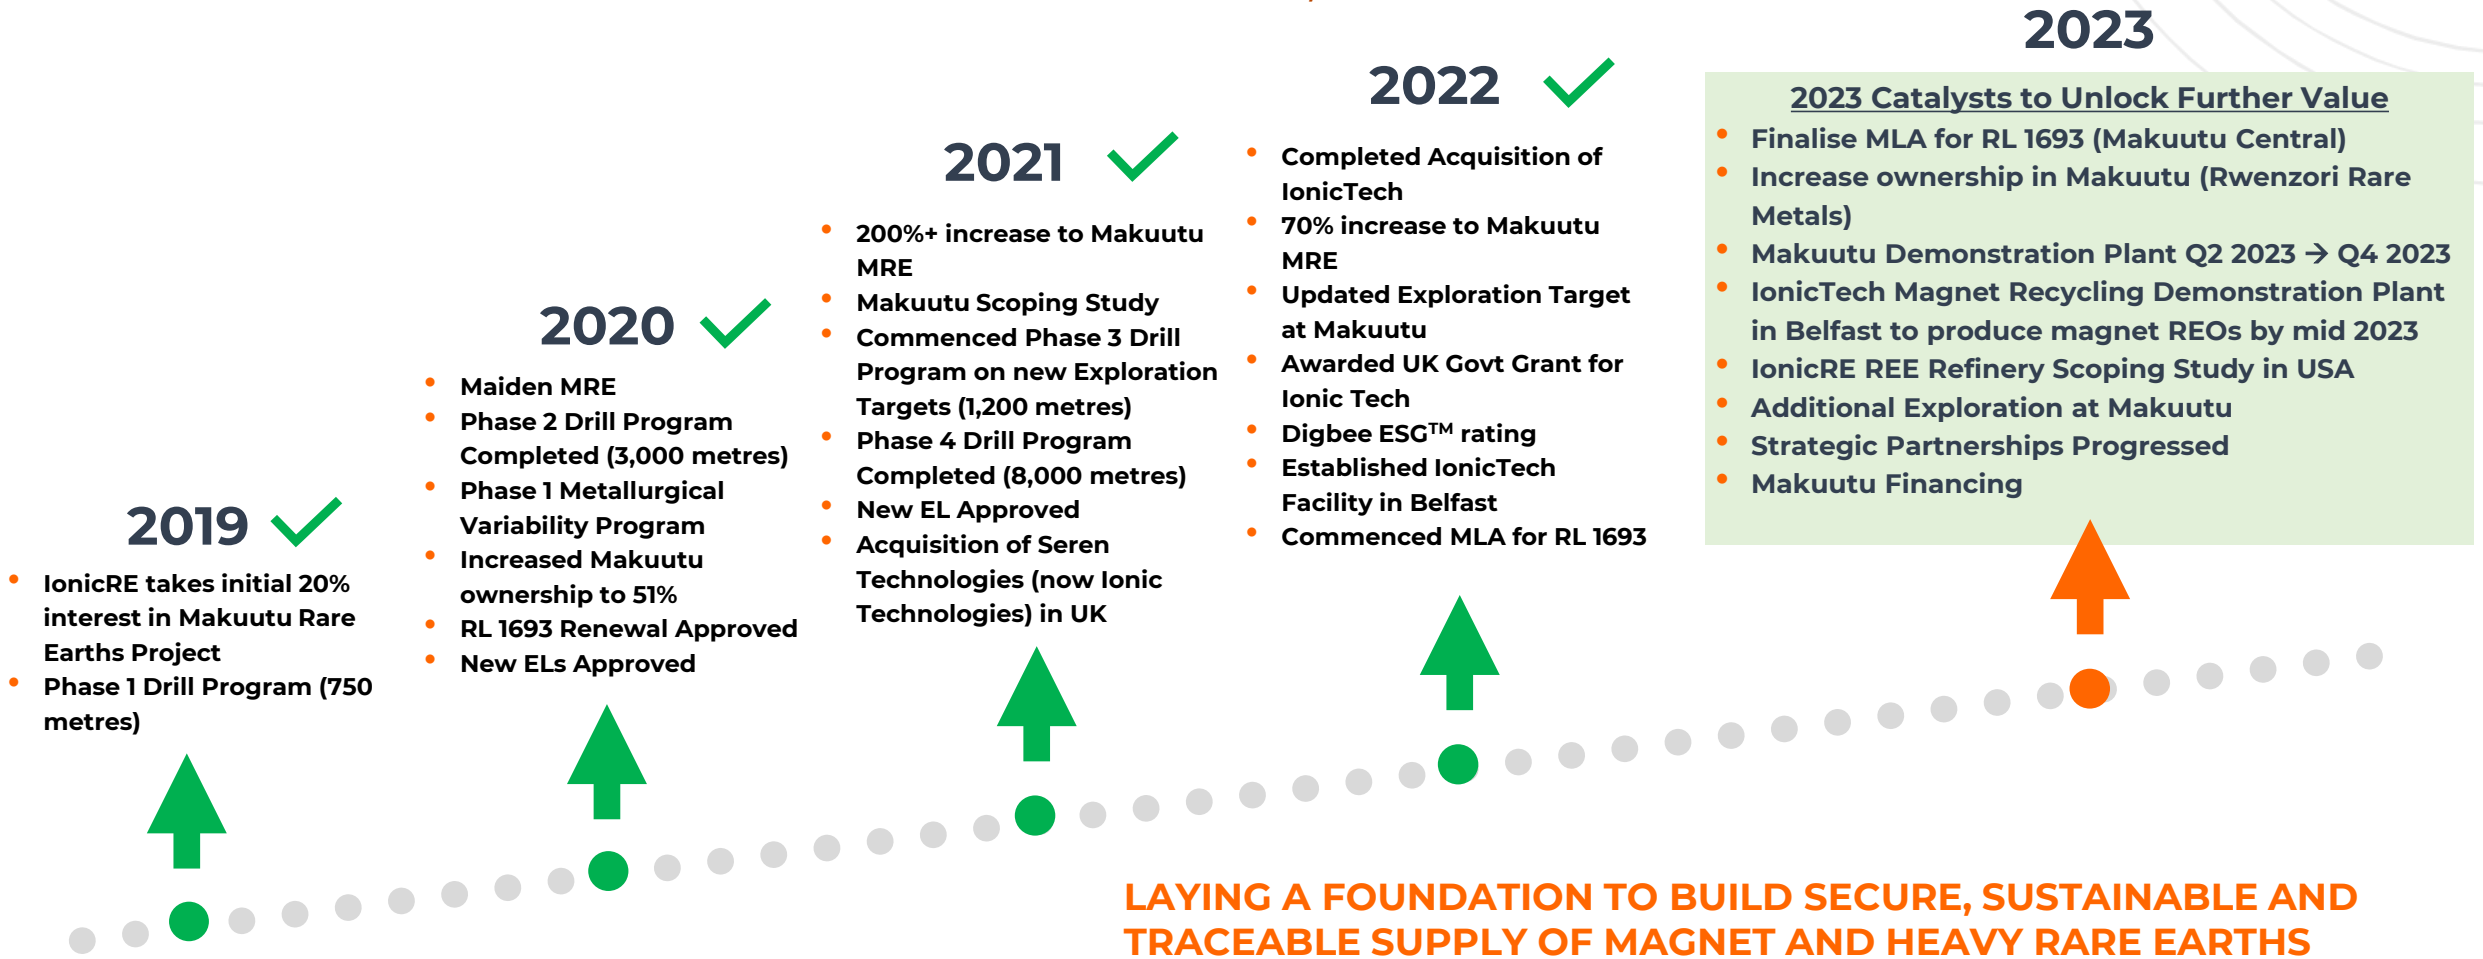 2019
• IonicRE takes initial 20%
interest in Makuutu Rare
Earths Project
• Phase 1 Drill Program (750
metres)
2020
• Maiden MRE
• Phase 2 Drill Program
Completed (3,000 metres)
• Phase 1 Metallurgical
Variability Program
• Increased Makuutu
ownership to 51%
• RL 1693 Renewal Approved
• New ELs Approved
2021
• 200%+ increase to Makuutu
MRE
• Makuutu Scoping Study
• Commenced Phase 3 Drill
Program on new Exploration
Targets (1,200 metres)
• Phase 4 Drill Program
Completed (8,000 metres)
• New EL Approved
• Acquisition of Seren
Technologies (now Ionic
Technologies) in UK
2022
• Completed Acquisition of
IonicTech
• 70% increase to Makuutu
MRE
• Updated Exploration Target
at Makuutu
• Awarded UK Govt Grant for
Ionic Tech
• Digbee ESG™ rating
• Established IonicTech
Facility in Belfast
• Commenced MLA for RL 1693
2023
2023 Catalysts to Unlock Further Value
• Finalise MLA for RL 1693 (Makuutu Central)
• Increase ownership in Makuutu (Rwenzori Rare
Metals)
• Makuutu Demonstration Plant Q2 2023 → Q4 2023
• IonicTech Magnet Recycling Demonstration Plant
in Belfast to produce magnet REOs by mid 2023
• IonicRE REE Refinery Scoping Study in USA
• Additional Exploration at Makuutu
• Strategic Partnerships Progressed
• Makuutu Financing
LAYING A FOUNDATION TO BUILD SECURE, SUSTAINABLE AND
TRACEABLE SUPPLY OF MAGNET AND HEAVY RARE EARTHS